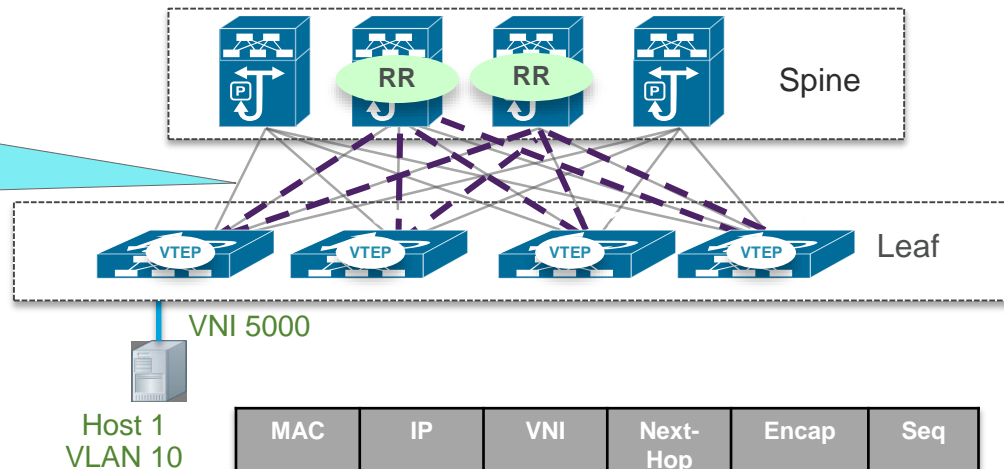 RR
RR
P
P
Spine
VTEP
VTEP
VTEP
VTEP
Leaf
VNI 5000
Host 1
VLAN 10
MAC
IP
VNI
Next-
Hop
Encap
Seq